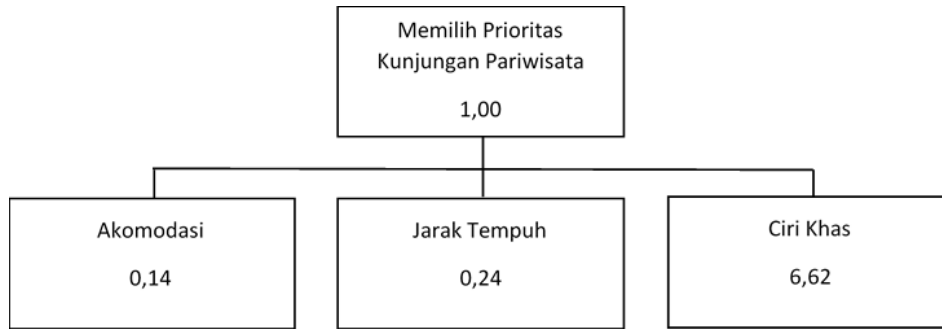 Memilih Prioritas
Kunjungan Pariwisata
1,00
Akomodasi
0,14
Jarak Tempuh
0,24
Ciri Khas
6,62